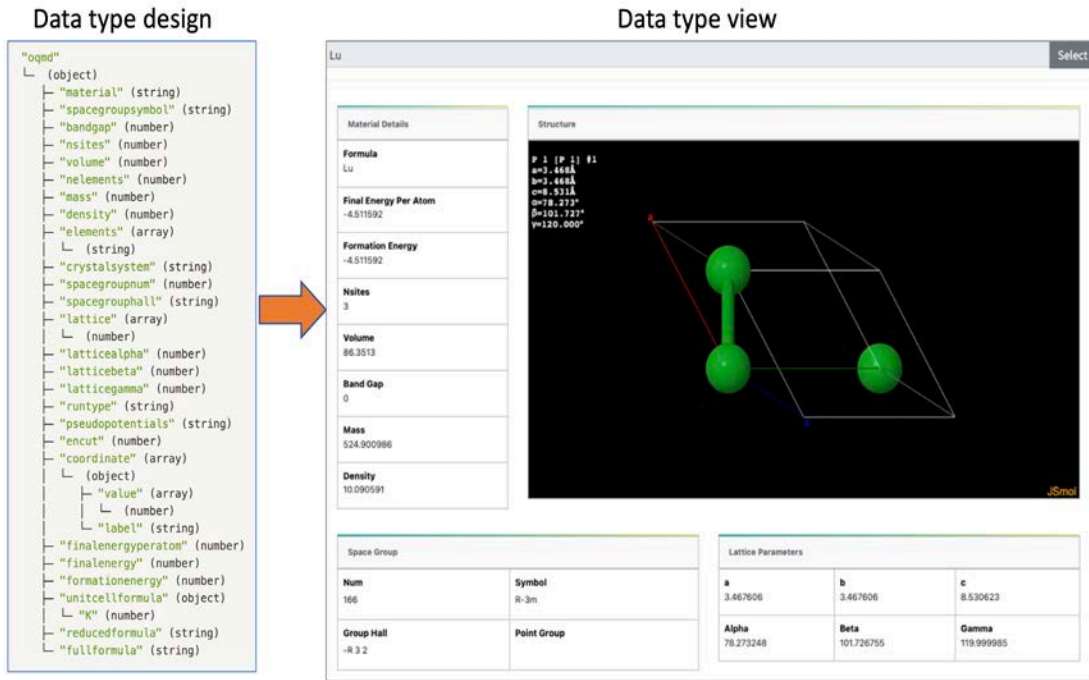 Data type design
Data type view
"oqmd"
└─ (object)
├─ "material" (string)
├─ "spacegroupsymbol" (string)
├─ "bandgap" (number)
├─ "nsites" (number)
├─ "volume" (number)
├─ "nelements" (number)
├─ "mass" (number)
├─ "density" (number)
├─ "elements" (array)
│ └─ (string)
├─ "crystalsystem" (string)
├─ "spacegroupnum" (number)
├─ "spacegrouphall" (string)
├─ "lattice" (array)
│ └─ (number)
├─ "latticealpha" (number)
├─ "latticebeta" (number)
├─ "latticegamma" (number)
├─ "runtype" (string)
├─ "pseudopotentials" (string)
├─ "encut" (number)
├─ "coordinate" (array)
│ └─ (object)
│ ├─ "value" (array)
│ │ └─ (number)
│ └─ "label" (string)
├─ "finalenergyperatom" (number)
├─ "finalenergy" (number)
├─ "formationenergy" (number)
├─ "unitcellformula" (object)
│ └─ "K" (number)
├─ "reducedformula" (string)
└─ "fullformula" (string)
Lu
Select
Material Details
Formula
Lu
Final Energy Per Atom
-4.511592
Formation Energy
-4.511592
Nsites
3
Volume
86.3513
Band Gap
0
Mass
524.900986
Density
10.090591
Structure
P 1 [P 1] #1
a=3.468Å
b=3.468Å
c=8.531Å
α=78.273°
β=101.727°
γ=120.000°
JSmol
Space Group
Num
166
Symbol
R-3m
Group Hall
-R 3 2
Point Group
Lattice Parameters
a
3.467606
b
3.467606
c
8.530623
Alpha
78.273248
Beta
101.726755
Gamma
119.999985